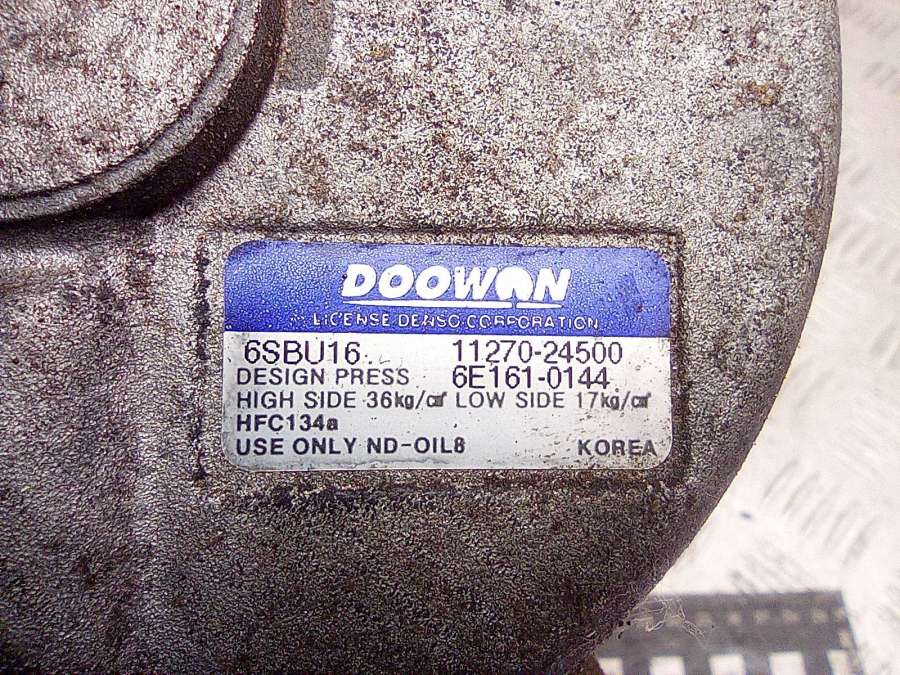 DOOWON
LICENSE DENSO CORPORATION
6SBU16 11270-24500
DESIGN PRESS 6E161-0144
HIGH SIDE 36kg/㎠ LOW SIDE 17kg/㎠
HFC134a
USE ONLY ND-OIL8 KOREA